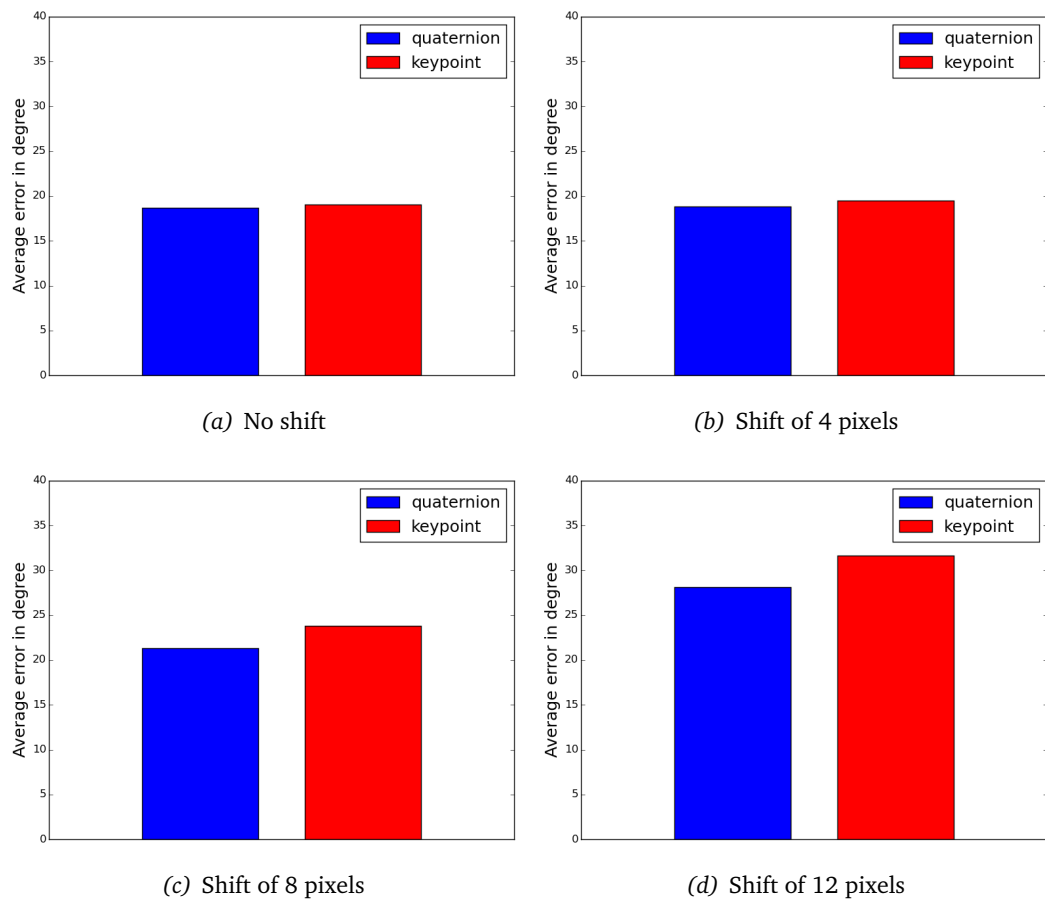 40
35
30
25
20
15
10
5
0
Average error in degree
quaternion
keypoint
(a) No shift
40
35
30
25
20
15
10
5
0
Average error in degree
quaternion
keypoint
(b) Shift of 4 pixels
40
35
30
25
20
15
10
5
0
Average error in degree
quaternion
keypoint
(c) Shift of 8 pixels
40
35
30
25
20
15
10
5
0
Average error in degree
quaternion
keypoint
(d) Shift of 12 pixels